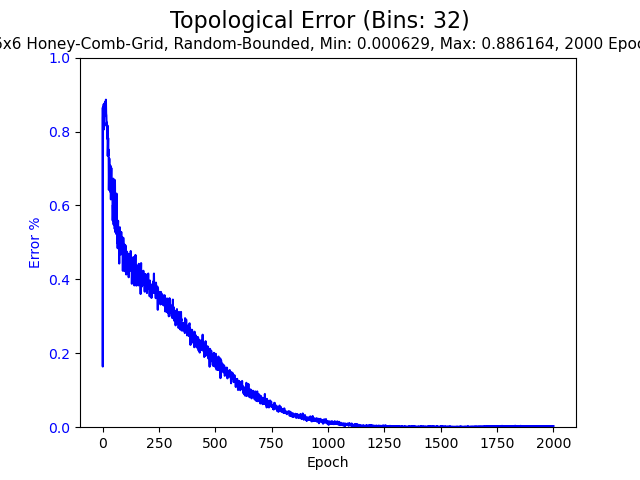 Topological Error (Bins: 32)
6x6 Honey-Comb-Grid, Random-Bounded, Min: 0.000629, Max: 0.886164, 2000 Epoc
1.0
0.8
0.6
0.4
0.2
0.0
Error %
0 250 500 750 1000 1250 1500 1750 2000
Epoch